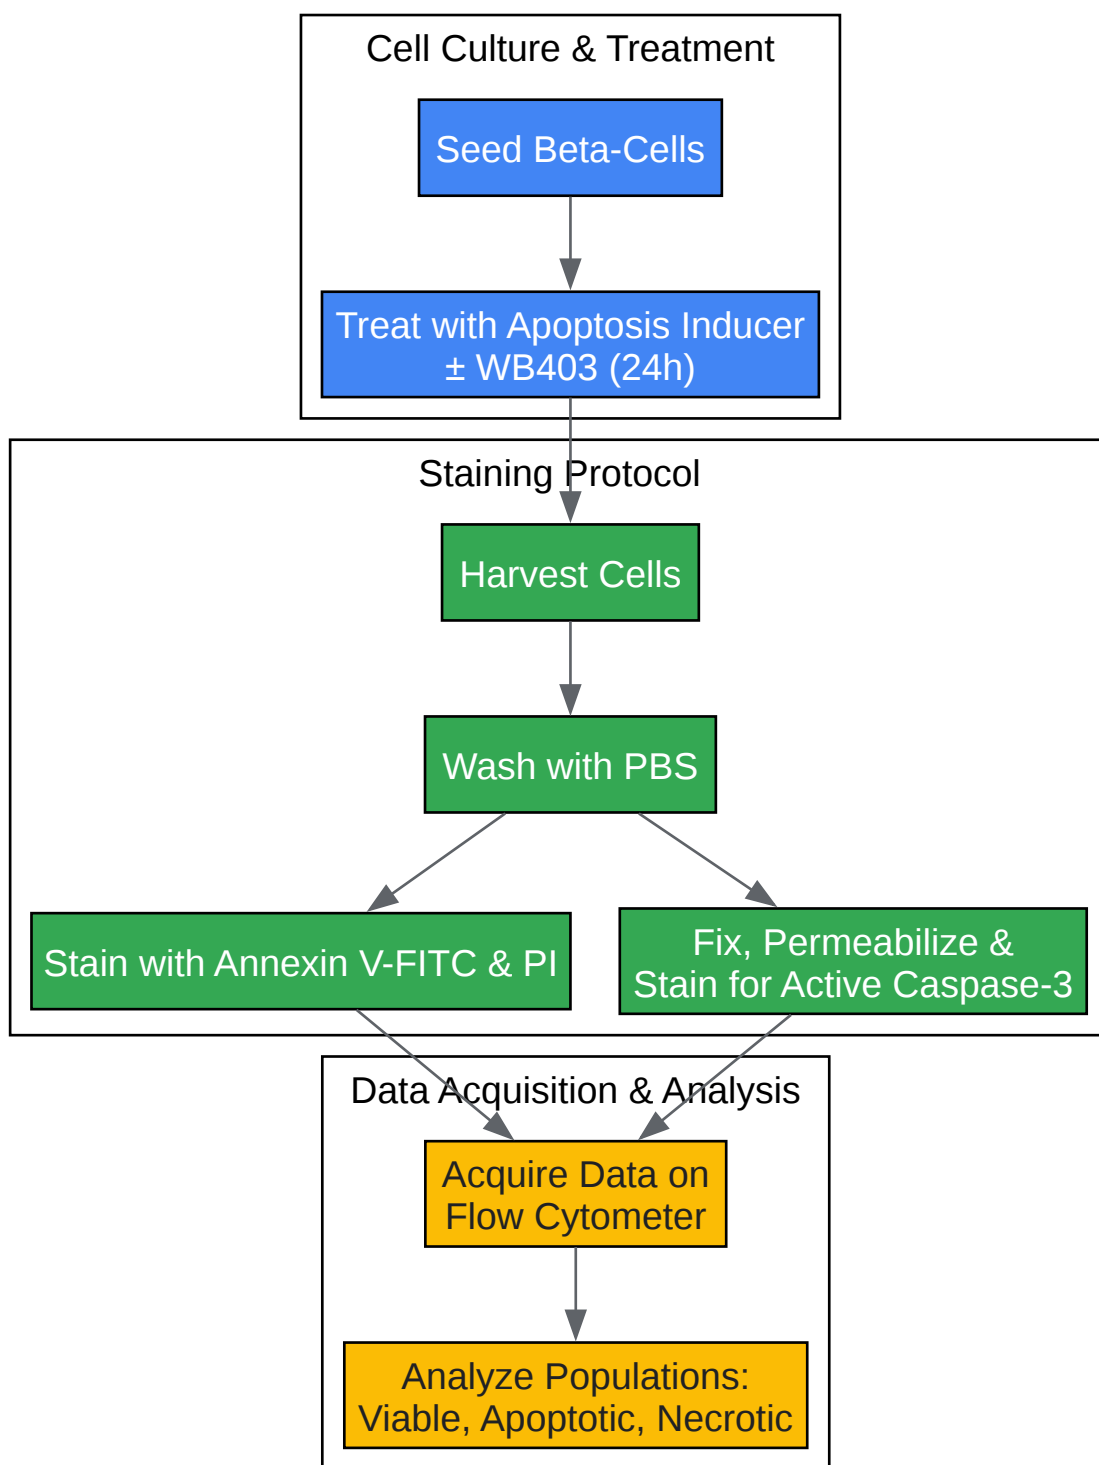 Cell Culture & Treatment
Seed Beta-Cells
Treat with Apoptosis Inducer
± WB403 (24h)
Staining Protocol
Harvest Cells
Wash with PBS
Stain with Annexin V-FITC & PI
Fix, Permeabilize &
Stain for Active Caspase-3
Data Acquisition & Analysis
Acquire Data on
Flow Cytometer
Analyze Populations:
Viable, Apoptotic, Necrotic